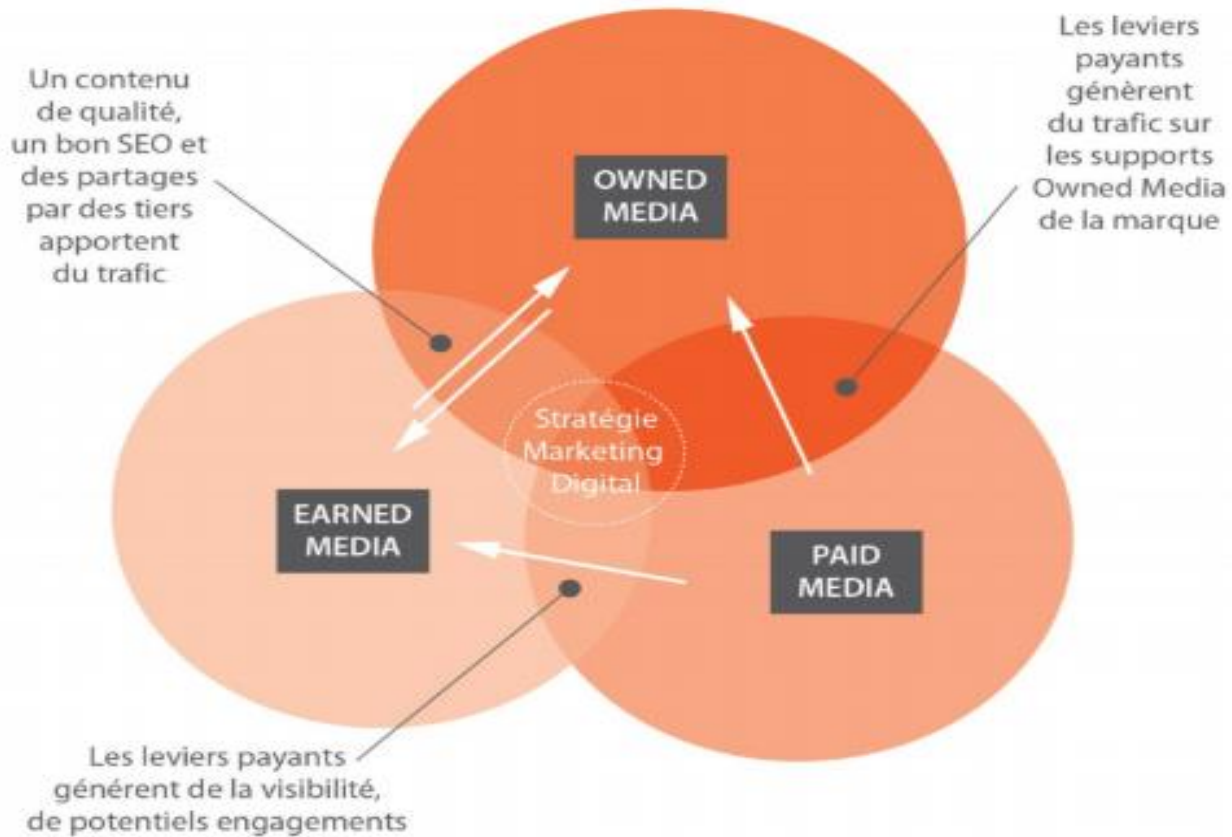 Un contenu
de qualité,
un bon SEO et
des partages
par des tiers
apportent
du trafic
Les leviers
payants
génèrent
du trafic sur
les supports
Owned Media
de la marque
OWNED
MEDIA
Stratégie
Marketing
Digital
EARNED
MEDIA
PAID
MEDIA
Les leviers payants
générent de la visibilité,
de potentiels engagements